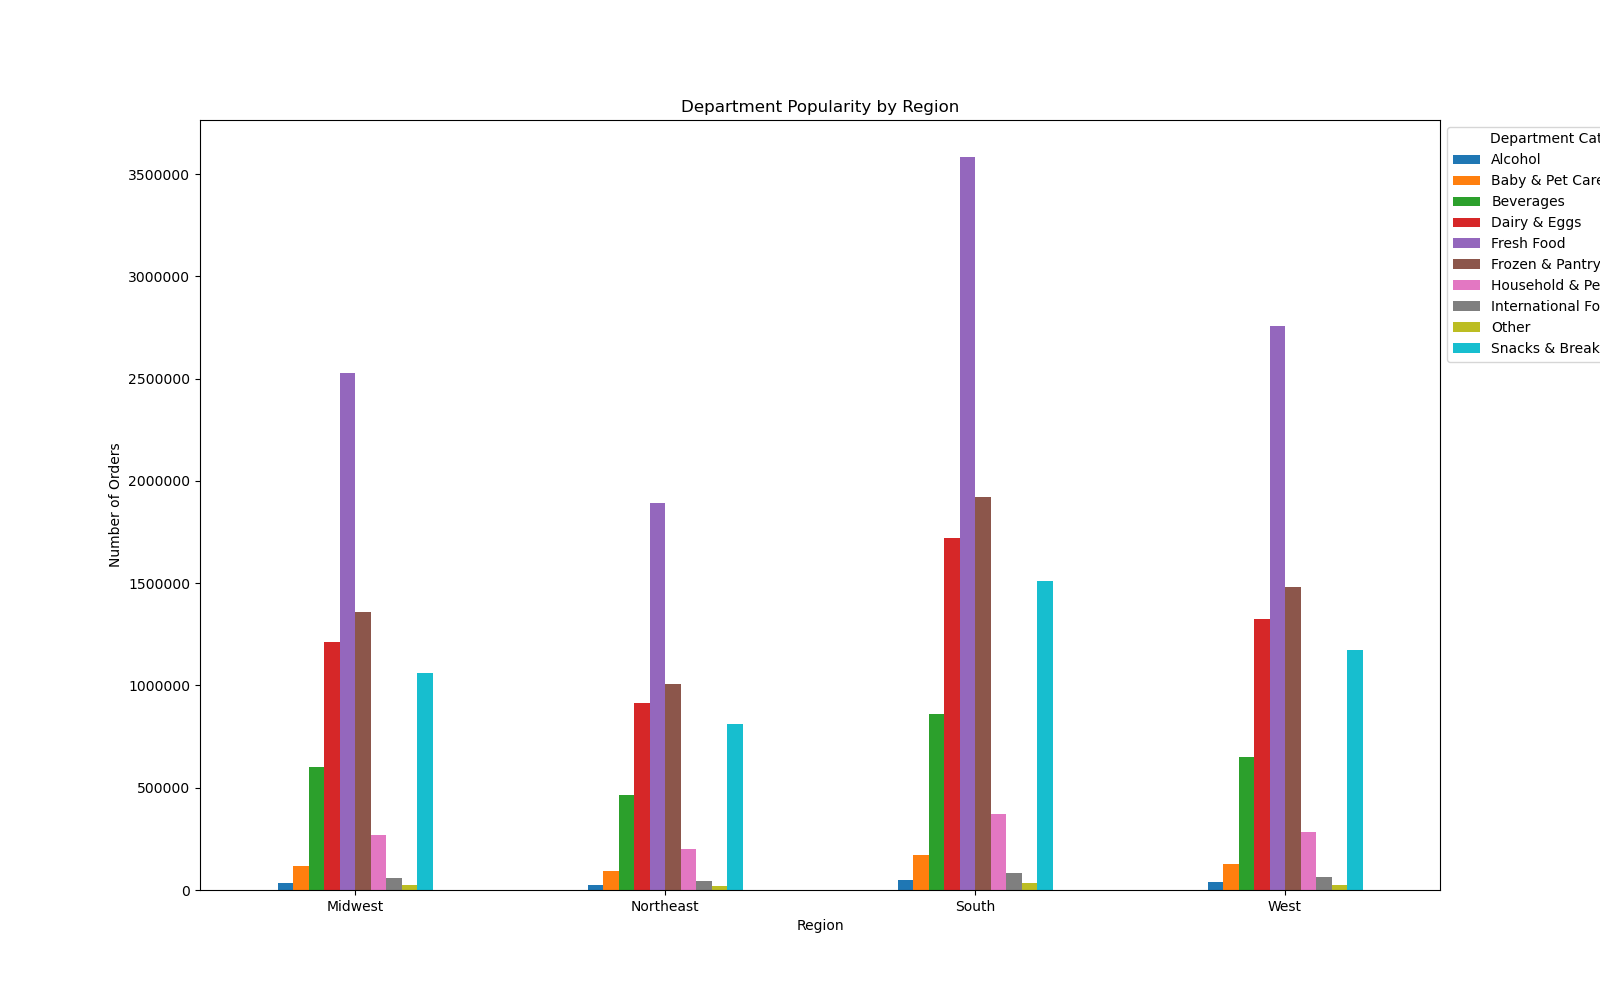 Department Popularity by Region
3500000
3000000
2500000
2000000
1500000
1000000
500000
0
Number of Orders
Midwest Northeast South West
Region
Department Cat
Alcohol
Baby & Pet Care
Beverages
Dairy & Eggs
Fresh Food
Frozen & Pantry
Household & Pe
International Fo
Other
Snacks & Break